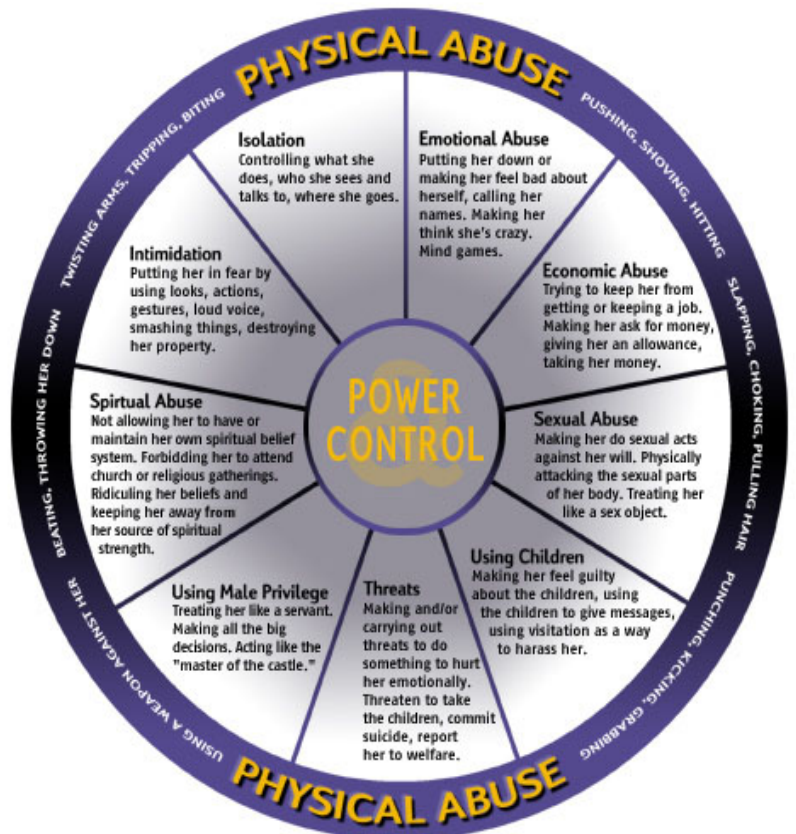 PHYSICAL ABUSE
TWISTING ARMS, TRIPPING, BITING
PUSHING, SHOVING, HITTING
SLAPPING, CHOKING, PULLING HAIR
PUNCHING, KICKING, GRABBING
Isolation
Controlling what she
does, who she sees and
talks to, where she goes.
Emotional Abuse
Putting her down or
making her feel bad about
herself, calling her
names. Making her
think she's crazy.
Mind games.
Intimidation
Putting her in fear by
using looks, actions,
gestures, loud voice,
smashing things, destroying
her property.
Economic Abuse
Trying to keep her from
getting or keeping a job.
Making her ask for money,
giving her an allowance,
taking her money.
POWER
&
CONTROL
Spirtual Abuse
Not allowing her to have or
maintain her own spiritual belief
system. Forbidding her to attend
church or religious gatherings.
Ridiculing her beliefs and
keeping her away from
her source of spiritual
strength.
Sexual Abuse
Making her do sexual acts
against her will. Physically
attacking the sexual parts
of her body. Treating her
like a sex object.
Using Male Privilege
Treating her like a servant.
Making all the big
decisions. Acting like the
"master of the castle."
Threats
Making and/or
carrying out
threats to do
something to hurt
her emotionally.
Threaten to take
the children, commit
suicide, report
her to welfare.
Using Children
Making her feel guilty
about the children, using
the children to give messages,
using visitation as a way
to harass her.
BEATING, THROWING HER DOWN
USING A WEAPON AGAINST HER
PHYSICAL ABUSE